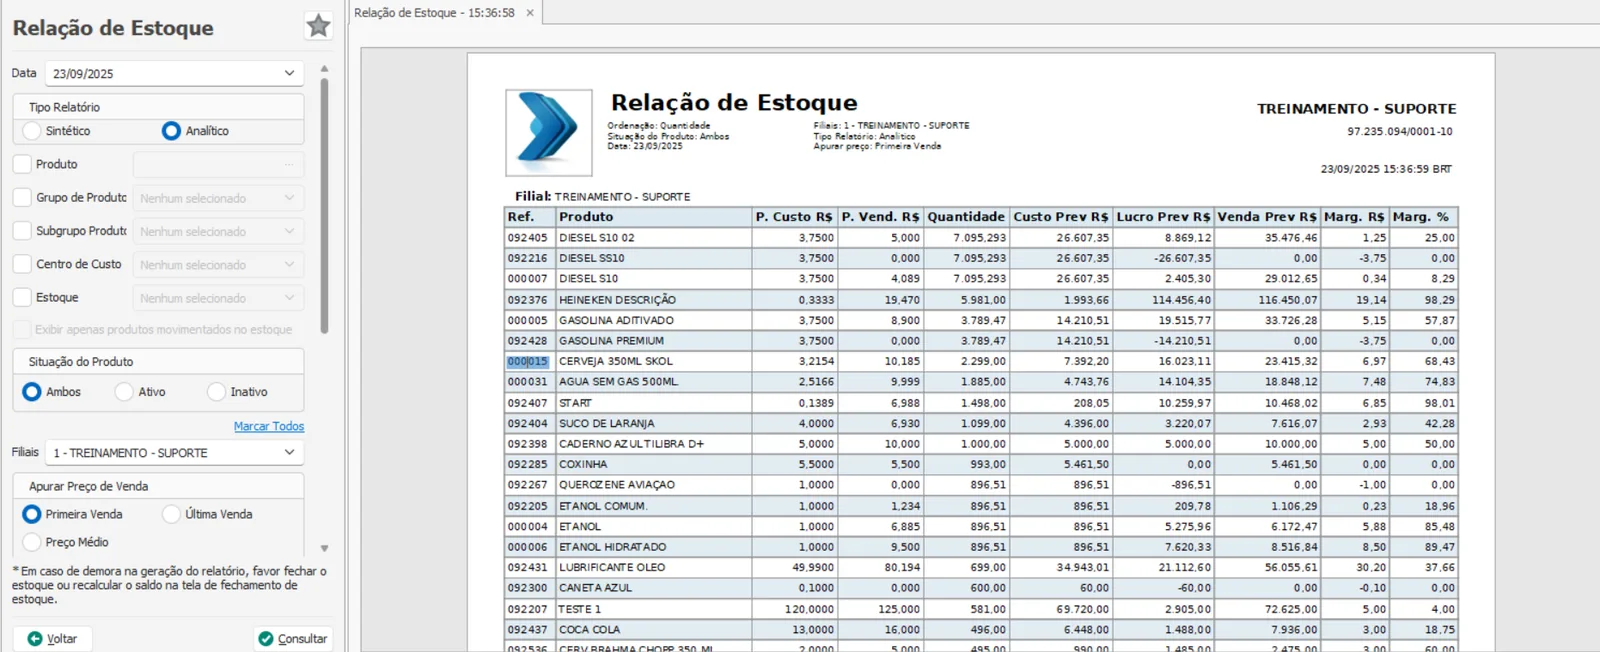 Relação de Estoque
Data 23/09/2025
Tipo Relatório
Sintético Analítico
Produto ...
Grupo de Produto Nenhum selecionado
Subgrupo Produto Nenhum selecionado
Centro de Custo Nenhum selecionado
Estoque Nenhum selecionado
Exibir apenas produtos movimentados no estoque
Situação do Produto
Ambos Ativo Inativo
Marcar Todos
Filiais 1 - TREINAMENTO - SUPORTE
Apurar Preço de Venda
Primeira Venda Última Venda
Preço Médio
* Em caso de demora na geração do relatório, favor fechar o
estoque ou recalcular o saldo na tela de fechamento de
estoque.
Voltar Consultar
Relação de Estoque - 15:36:58 ×
Relação de Estoque
Ordenação: Quantidade
Situação do Produto: Ambos
Data: 23/09/2025
Filiais: 1 - TREINAMENTO - SUPORTE
Tipo Relatório: Analítico
Apurar preço: Primeira Venda
TREINAMENTO - SUPORTE
97.235.094/0001-10
23/09/2025 15:36:59 BRT
Filial: TREINAMENTO - SUPORTE
Ref. Produto P. Custo R$ P. Vend. R$ Quantidade Custo Prev R$ Lucro Prev R$ Venda Prev R$ Marg. R$ Marg. %
092405 DIESEL S10 02 3,7500 5,000 7.095,293 26.607,35 8.869,12 35.476,46 1,25 25,00
092216 DIESEL SS10 3,7500 0,000 7.095,293 26.607,35 -26.607,35 0,00 -3,75 0,00
000007 DIESEL S10 3,7500 4,089 7.095,293 26.607,35 2.405,30 29.012,65 0,34 8,29
092376 HEINEKEN DESCRIÇÃO 0,3333 19,470 5.981,00 1.993,66 114.456,40 116.450,07 19,14 98,29
000005 GASOLINA ADITIVADO 3,7500 8,900 3.789,47 14.210,51 19.515,77 33.726,28 5,15 57,87
092428 GASOLINA PREMIUM 3,7500 0,000 3.789,47 14.210,51 -14.210,51 0,00 -3,75 0,00
000015 CERVEJA 350ML SKOL 3,2154 10,185 2.299,00 7.392,20 16.023,11 23.415,32 6,97 68,43
000031 AGUA SEM GAS 500ML. 2,5166 9,999 1.885,00 4.743,76 14.104,35 18.848,12 7,48 74,83
092407 START 0,1389 6,988 1.498,00 208,05 10.259,97 10.468,02 6,85 98,01
092404 SUCO DE LARANJA 4,0000 6,930 1.099,00 4.396,00 3.220,07 7.616,07 2,93 42,28
092398 CADERNO AZUL TILIBRA D+ 5,0000 10,000 1.000,00 5.000,00 5.000,00 10.000,00 5,00 50,00
092285 COXINHA 5,5000 5,500 993,00 5.461,50 0,00 5.461,50 0,00 0,00
092267 QUEROZENE AVIAÇAO 1,0000 0,000 896,51 896,51 -896,51 0,00 -1,00 0,00
092205 ETANOL COMUM. 1,0000 1,234 896,51 896,51 209,78 1.106,29 0,23 18,96
000004 ETANOL 1,0000 6,885 896,51 896,51 5.275,96 6.172,47 5,88 85,48
000006 ETANOL HIDRATADO 1,0000 9,500 896,51 896,51 7.620,33 8.516,84 8,50 89,47
092431 LUBRIFICANTE OLEO 49,9900 80,194 699,00 34.943,01 21.112,60 56.055,61 30,20 37,66
092300 CANETA AZUL 0,1000 0,000 600,00 60,00 -60,00 0,00 -0,10 0,00
092207 TESTE 1 120,0000 125,000 581,00 69.720,00 2.905,00 72.625,00 5,00 4,00
092437 COCA COLA 13,0000 16,000 496,00 6.448,00 1.488,00 7.936,00 3,00 18,75
092536 CERV BRAHMA CHOPP 350 ML 2,0000 5,000 495,00 990,00 1.485,00 2.475,00 3,00 60,00